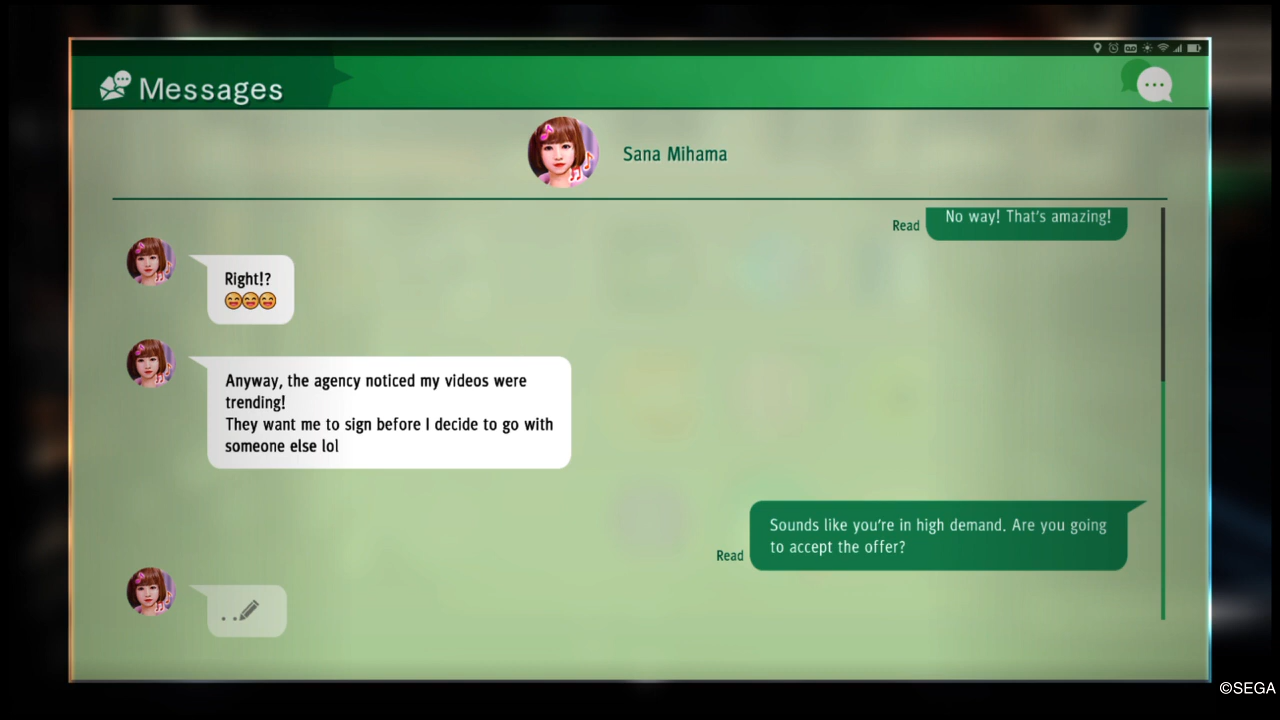 Messages
Sana Mihama
No way! That's amazing!
Read
Right!?
Anyway, the agency noticed my videos were
trending!
They want me to sign before I decide to go with
someone else lol
Sounds like you're in high demand. Are you going
to accept the offer?
Read
©SEGA